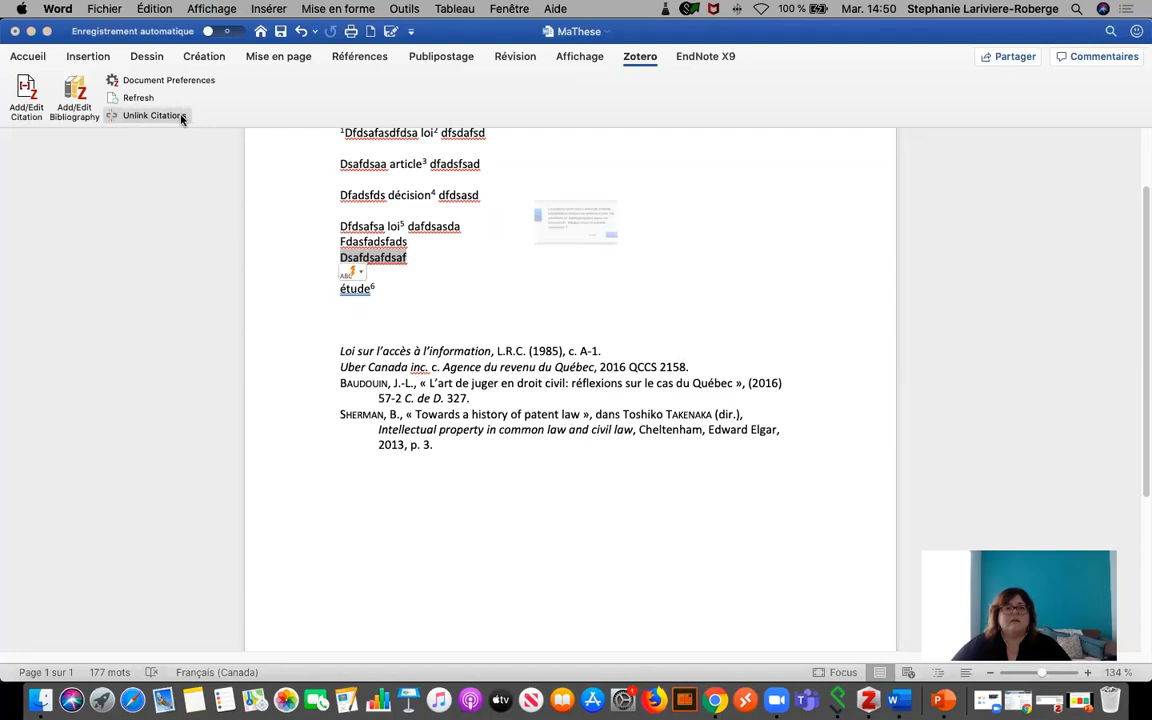 Word Fichier Édition Affichage Insérer Mise en forme Outils Tableau Fenêtre Aide 100 % Mar. 14:50 Stephanie Lariviere-Roberge
Enregistrement automatique MaThese
Accueil Insertion Dessin Création Mise en page Références Publipostage Révision Affichage Zotero EndNote X9 Partager Commentaires
Add/Edit Citation
Add/Edit Bibliography
Document Preferences
Refresh
Unlink Citations
¹Dfdsafasdfdsa loi² dfsdafsd
Dsafdsaa article³ dfadsfsad
Dfadsfds décision⁴ dfdsasd
Dfdsafsa loi⁵ dafdsasda
Fdasfadsfads
Dsafdsafdsaf
ABC
étude⁶
Loi sur l'accès à l'information, L.R.C. (1985), c. A-1.
Uber Canada inc. c. Agence du revenu du Québec, 2016 QCCS 2158.
BAUDOUIN, J.-L., « L'art de juger en droit civil: réflexions sur le cas du Québec », (2016)
57-2 C. de D. 327.
SHERMAN, B., « Towards a history of patent law », dans Toshiko TAKENAKA (dir.),
Intellectual property in common law and civil law, Cheltenham, Edward Elgar,
2013, p. 3.
Page 1 sur 1 177 mots Français (Canada) Focus 134 %